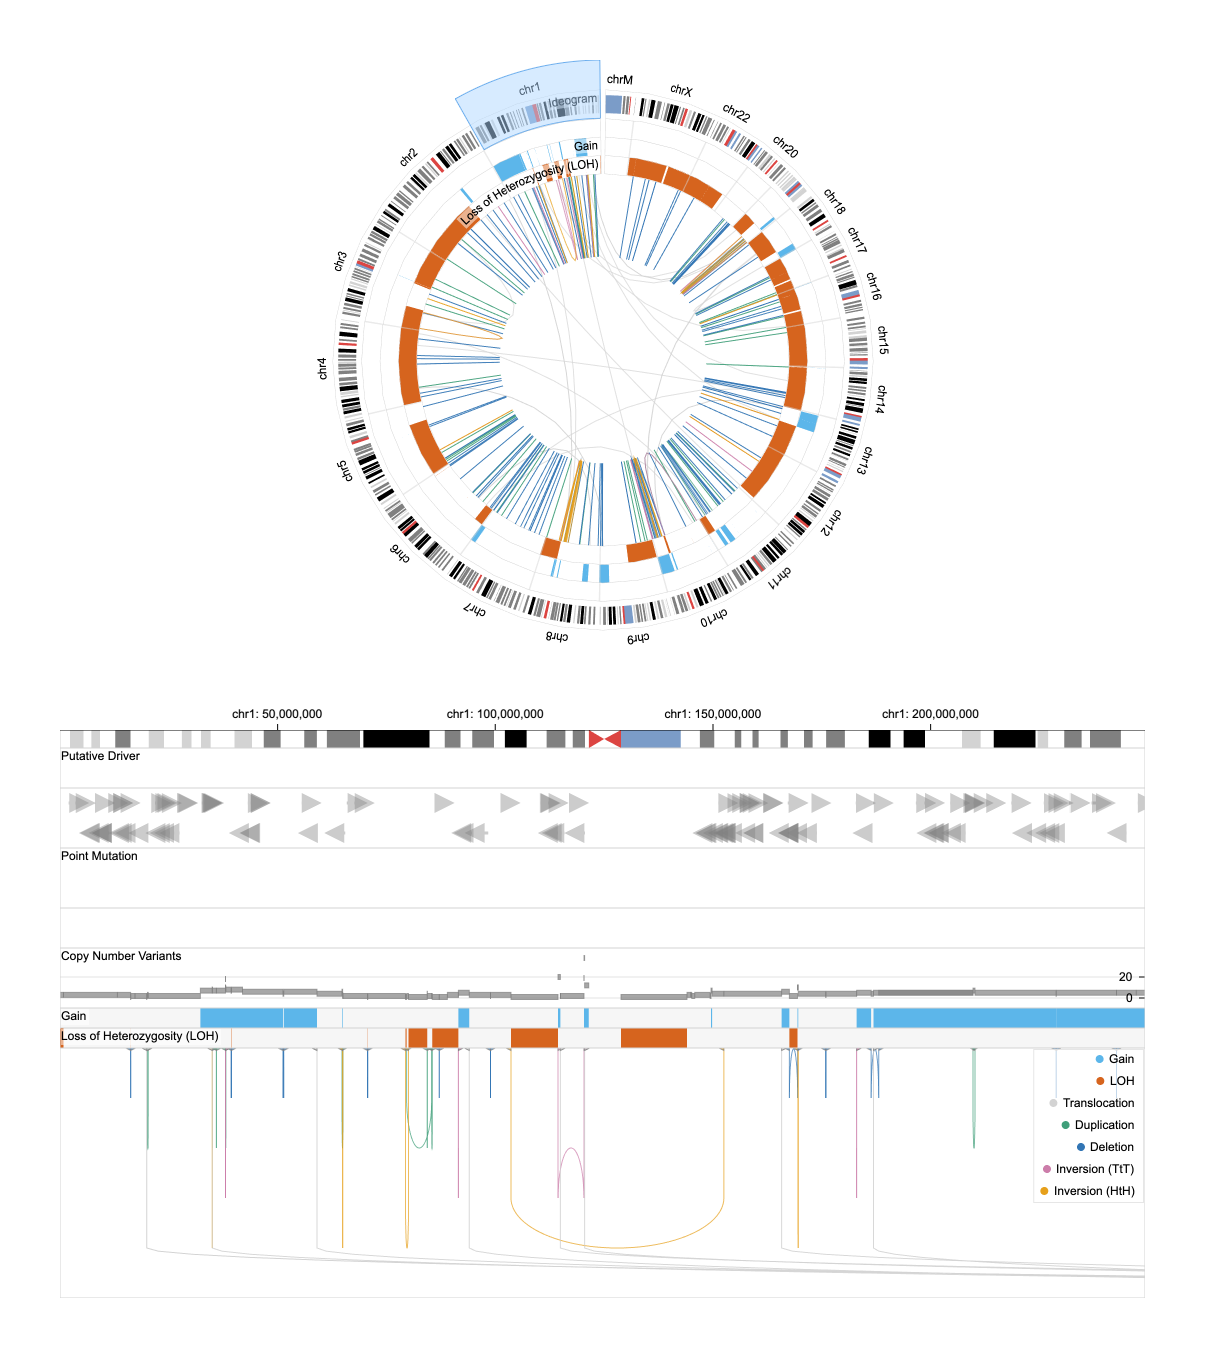 chrM
chrX
chr22
chr20
chr18
chr17
chr16
chr15
chr14
chr13
chr12
chr11
chr10
chr9
chr8
chr7
chr6
chr5
chr4
chr3
chr2
chr1
Ideogram
Gain
Loss of Heterozygosity (LOH)
chr1: 50,000,000
chr1: 100,000,000
chr1: 150,000,000
chr1: 200,000,000
Putative Driver
Point Mutation
Copy Number Variants
20
0
Gain
Loss of Heterozygosity (LOH)
Gain
LOH
Translocation
Duplication
Deletion
Inversion (TtT)
Inversion (HtH)